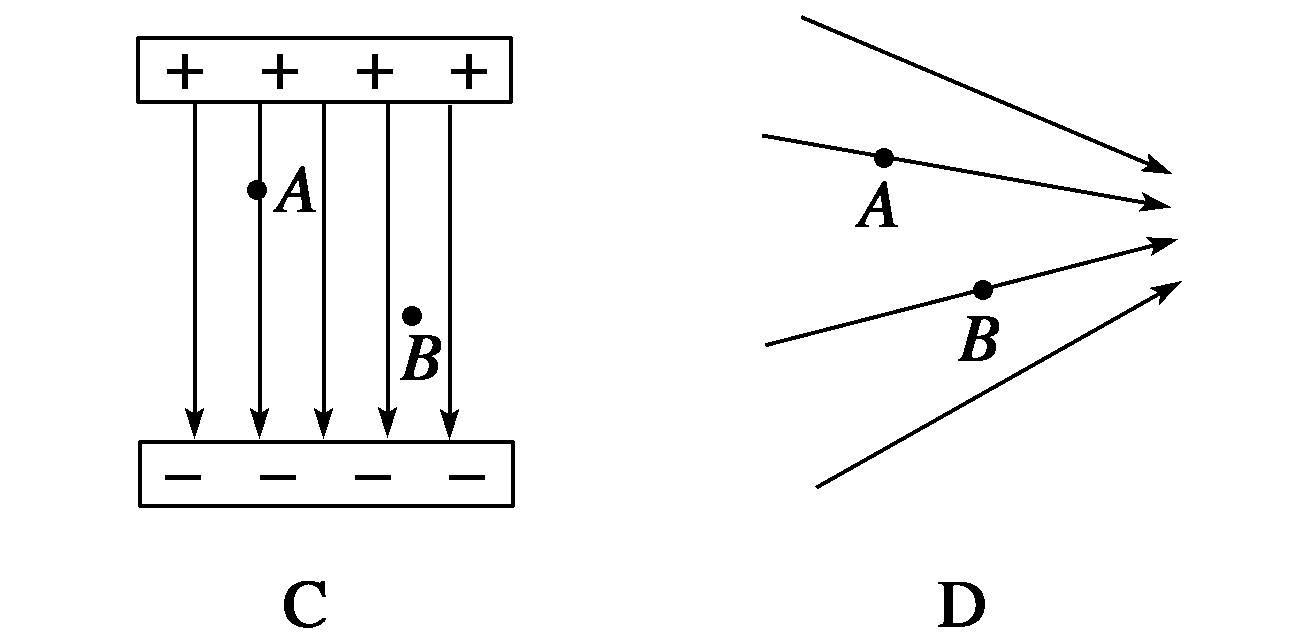 + + + +
A
B
− − − −
C
A
B
D